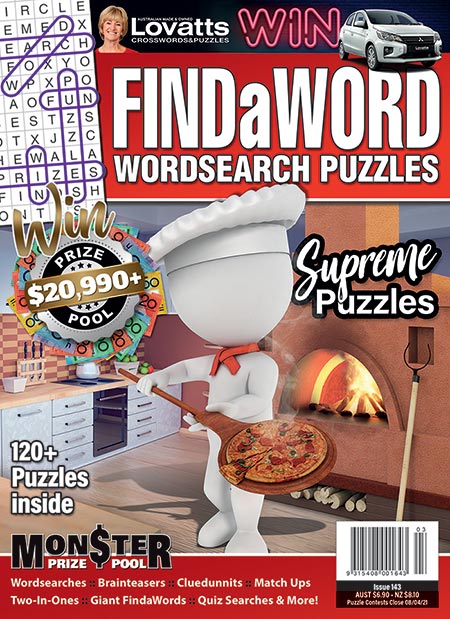 AUSTRALIAN MADE & OWNED
Lovatts
CROSSWORDS&PUZZLES
WIN
FINDaWORD
WORDSEARCH PUZZLES
Win
PRIZE
$20,990+
POOL
Supreme
Puzzles
120+
Puzzles
inside
MON$TER
PRIZE POOL
Wordsearches :: Brainteasers :: Cluedunnits :: Match Ups
Two-In-Ones :: Giant FindaWords :: Quiz Searches & More!
03
9315408001643
Issue 143
AUST $6.90 - NZ $8.10
Puzzle Contests Close 08/04/21